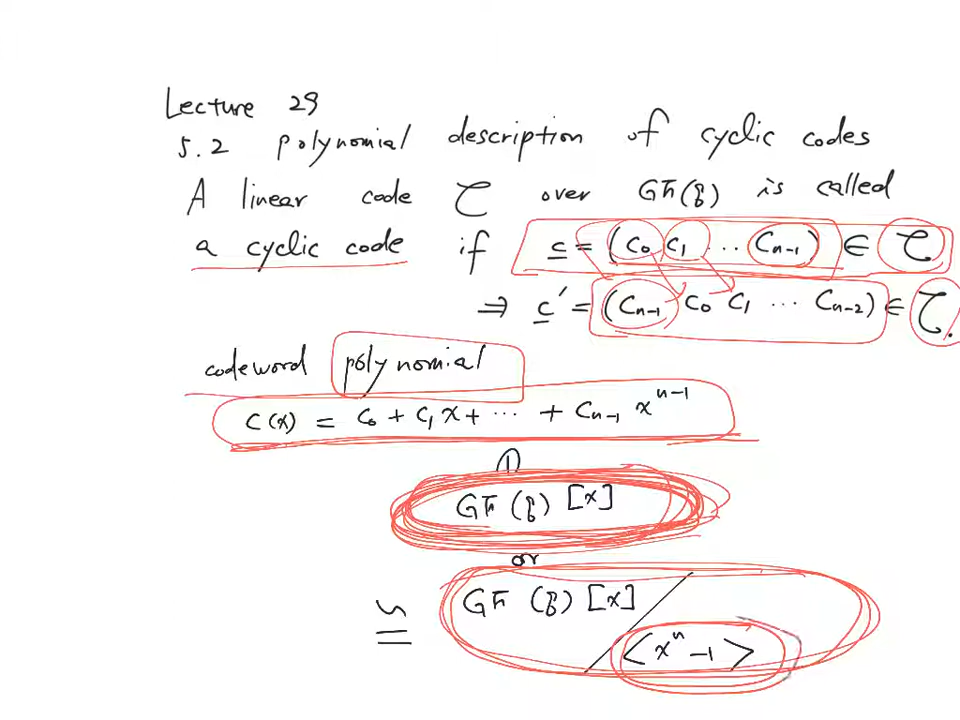 Lecture 29
5.2 polynomial description of cyclic codes
A linear code C over GF(q) is called
a cyclic code if c = (c0 c1 ... cn-1) ∈ C
⇒ c' = (cn-1 c0 c1 ... cn-2) ∈ C.
codeword polynomial
c(x) = c0 + c1 x + ... + cn-1 x^n-1
GF(q)[x]
or
≅ GF(q)[x] / <x^n - 1>